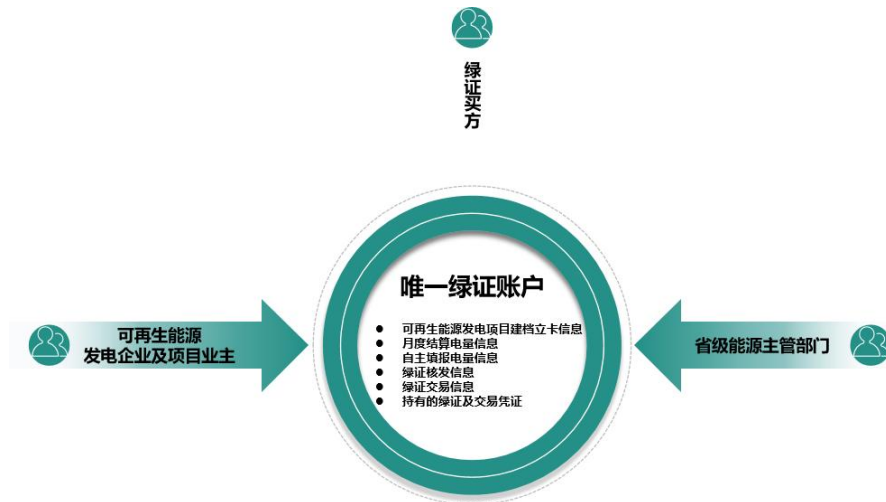 绿证买方
唯一绿证账户
● 可再生能源发电项目建档立卡信息
● 月度结算电量信息
● 自主填报电量信息
● 绿证核发信息
● 绿证交易信息
● 持有的绿证及交易凭证
可再生能源
发电企业及项目业主
省级能源主管部门